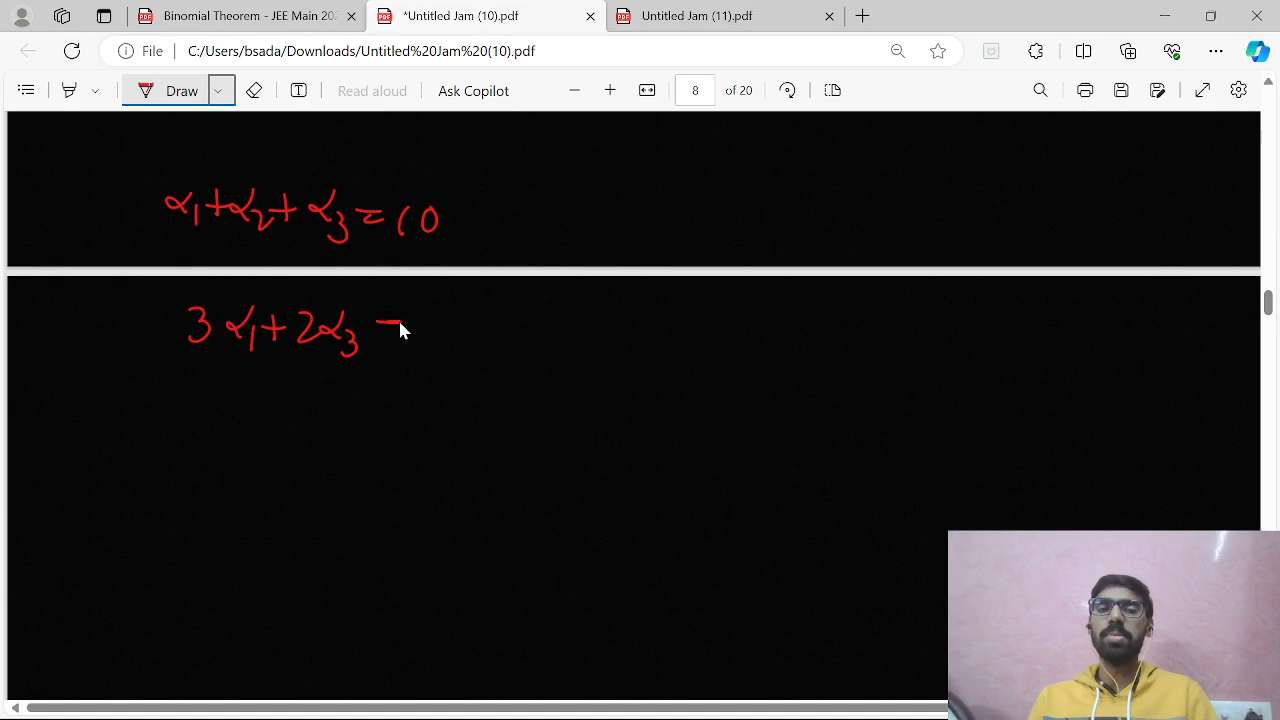 Binomial Theorem - JEE Main 202
*Untitled Jam (10).pdf
Untitled Jam (11).pdf
File
C:/Users/bsada/Downloads/Untitled%20Jam%20(10).pdf
Draw
Read aloud
Ask Copilot
8
of 20
α₁+α₂+α₃=10
3α₁+2α₃ -